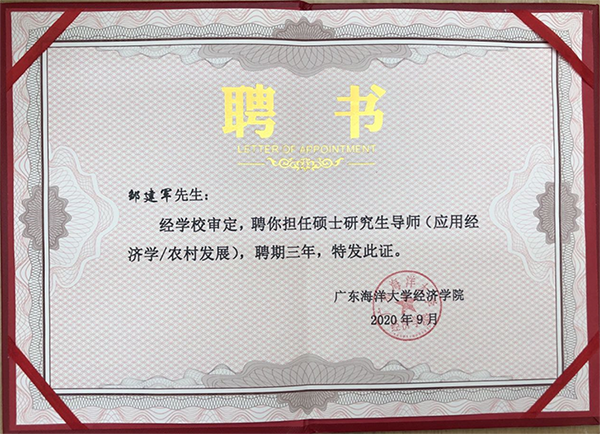 聘 书
LETTER OF APPOINTMENT
邹建军先生：
经学校审定，聘你担任硕士研究生导师（应用经
济学/农村发展），聘期三年，特发此证。
广东海洋大学经济学院
2020年9月